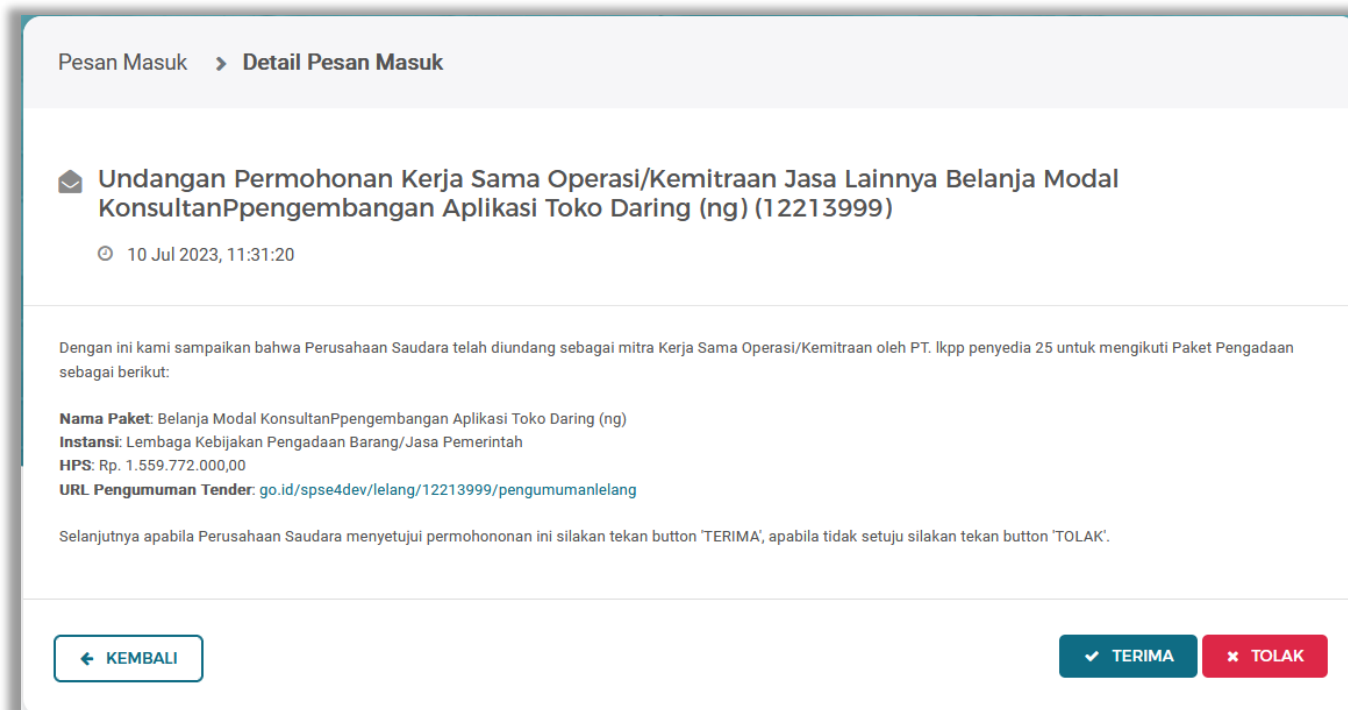 Pesan Masuk > Detail Pesan Masuk
Undangan Permohonan Kerja Sama Operasi/Kemitraan Jasa Lainnya Belanja Modal
KonsultanPpengembangan Aplikasi Toko Daring (ng) (12213999)
10 Jul 2023, 11:31:20
Dengan ini kami sampaikan bahwa Perusahaan Saudara telah diundang sebagai mitra Kerja Sama Operasi/Kemitraan oleh PT. lkpp penyedia 25 untuk mengikuti Paket Pengadaan
sebagai berikut:
Nama Paket: Belanja Modal KonsultanPpengembangan Aplikasi Toko Daring (ng)
Instansi: Lembaga Kebijakan Pengadaan Barang/Jasa Pemerintah
HPS: Rp. 1.559.772.000,00
URL Pengumuman Tender: go.id/spse4dev/lelang/12213999/pengumumanlelang
Selanjutnya apabila Perusahaan Saudara menyetujui permohononan ini silakan tekan button 'TERIMA', apabila tidak setuju silakan tekan button 'TOLAK'.
KEMBALI
TERIMA
TOLAK